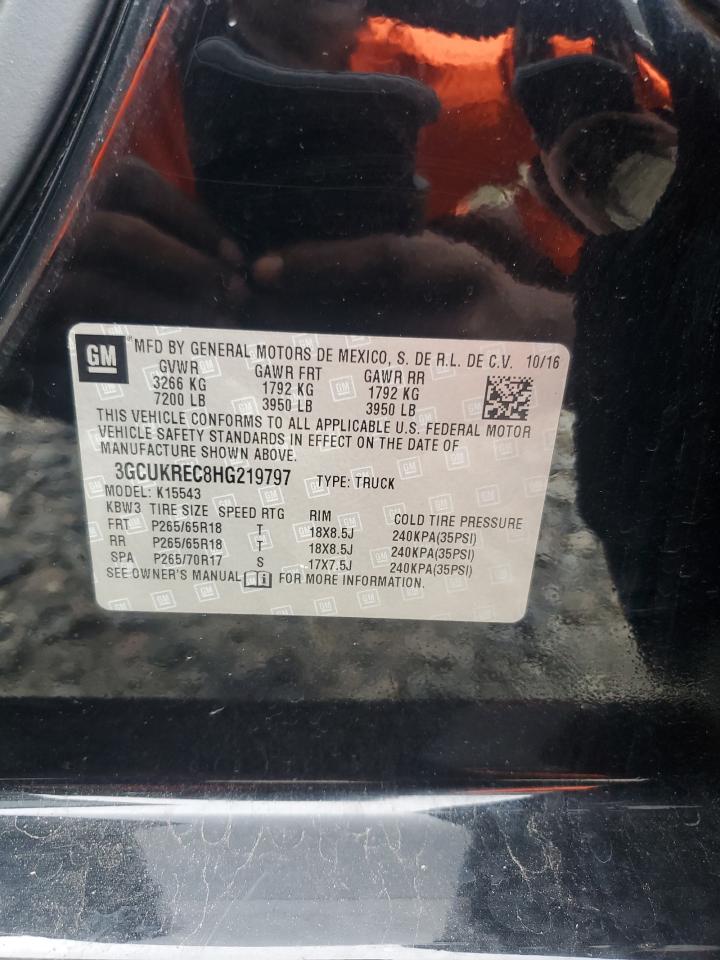 GM ® MFD BY GENERAL MOTORS DE MEXICO, S. DE R.L. DE C.V. 10/16
GVWR GAWR FRT GAWR RR
3266 KG 1792 KG 1792 KG
7200 LB 3950 LB 3950 LB
THIS VEHICLE CONFORMS TO ALL APPLICABLE U.S. FEDERAL MOTOR
VEHICLE SAFETY STANDARDS IN EFFECT ON THE DATE OF
MANUFACTURE SHOWN ABOVE.
3GCUKREC8HG219797 TYPE: TRUCK
MODEL: K15543
KBW3 TIRE SIZE SPEED RTG RIM COLD TIRE PRESSURE
FRT P265/65R18 T 18X8.5J 240KPA(35PSI)
RR P265/65R18 T 18X8.5J 240KPA(35PSI)
SPA P265/70R17 S 17X7.5J 240KPA(35PSI)
SEE OWNER'S MANUAL FOR MORE INFORMATION.